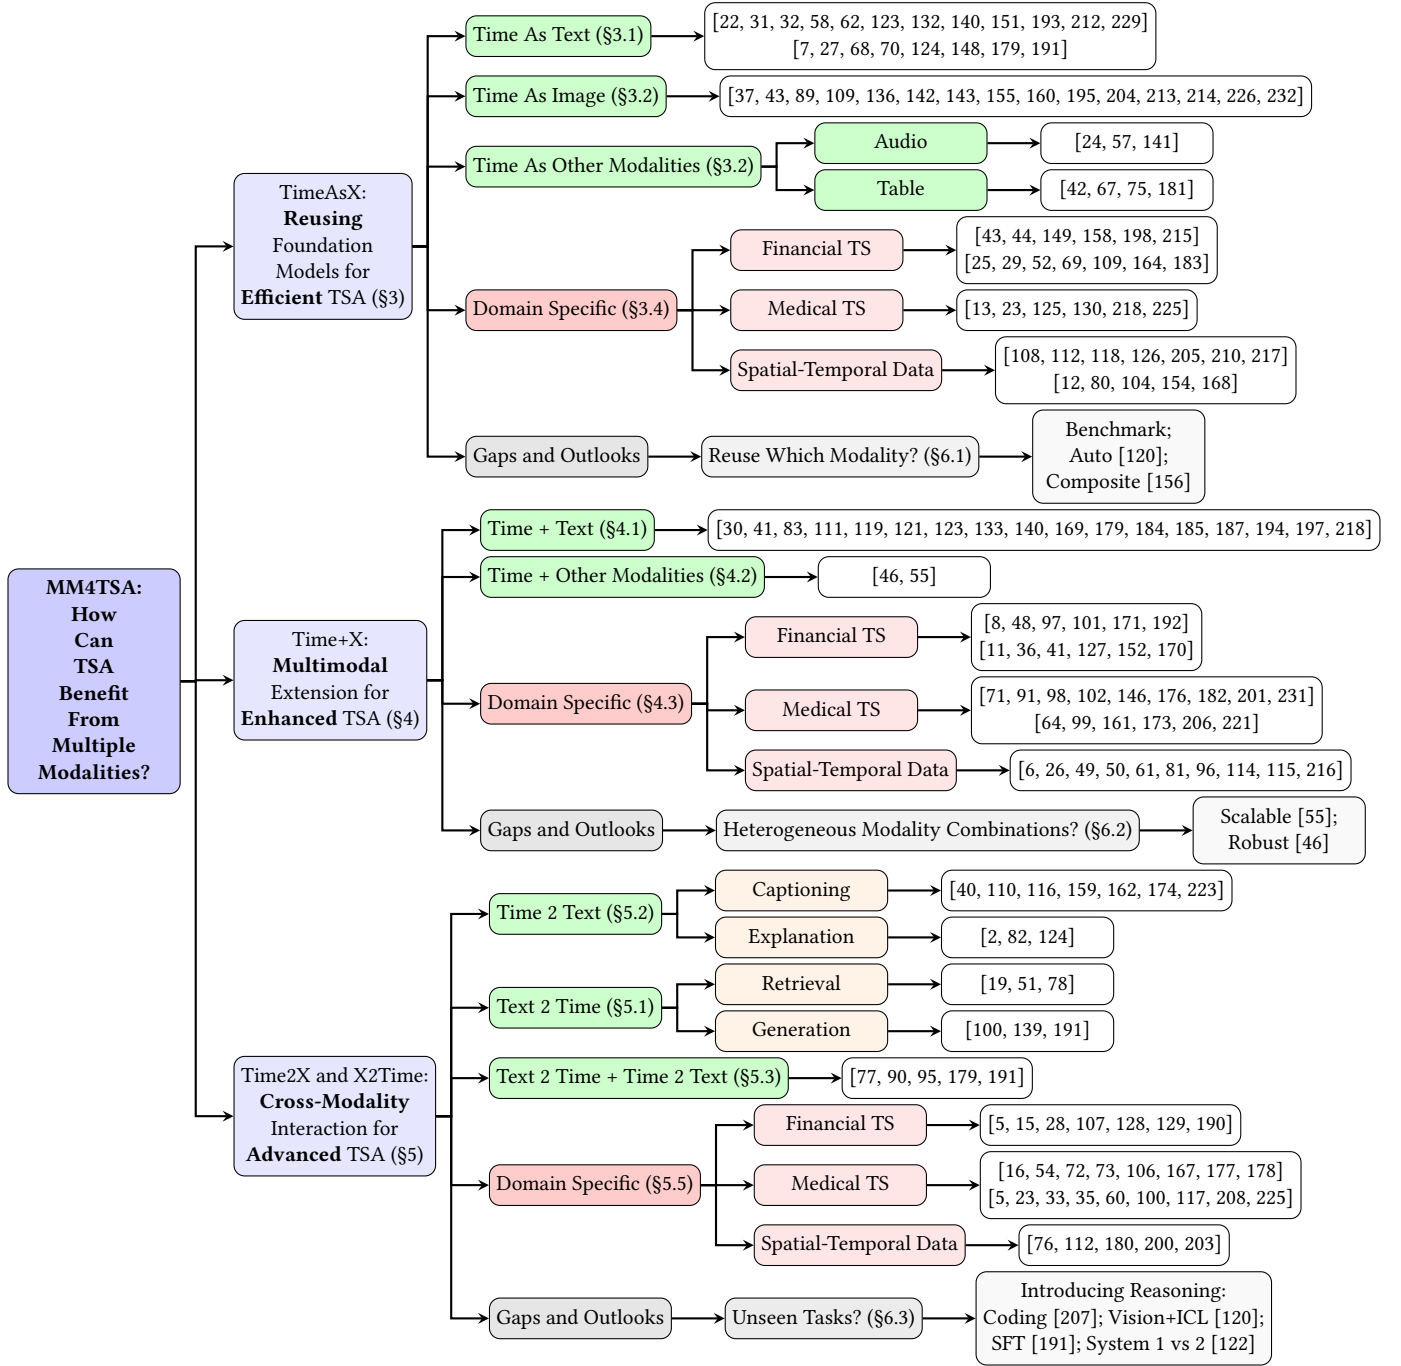 MM4TSA:
How
Can
TSA
Benefit
From
Multiple
Modalities?
TimeAsX:
Reusing
Foundation
Models for
Efficient TSA (§3)
Time As Text (§3.1)
[22, 31, 32, 58, 62, 123, 132, 140, 151, 193, 212, 229]
[7, 27, 68, 70, 124, 148, 179, 191]
Time As Image (§3.2)
[37, 43, 89, 109, 136, 142, 143, 155, 160, 195, 204, 213, 214, 226, 232]
Time As Other Modalities (§3.2)
Audio
[24, 57, 141]
Table
[42, 67, 75, 181]
Domain Specific (§3.4)
Financial TS
[43, 44, 149, 158, 198, 215]
[25, 29, 52, 69, 109, 164, 183]
Medical TS
[13, 23, 125, 130, 218, 225]
Spatial-Temporal Data
[108, 112, 118, 126, 205, 210, 217]
[12, 80, 104, 154, 168]
Gaps and Outlooks
Reuse Which Modality? (§6.1)
Benchmark;
Auto [120];
Composite [156]
Time+X:
Multimodal
Extension for
Enhanced TSA (§4)
Time + Text (§4.1)
[30, 41, 83, 111, 119, 121, 123, 133, 140, 169, 179, 184, 185, 187, 194, 197, 218]
Time + Other Modalities (§4.2)
[46, 55]
Domain Specific (§4.3)
Financial TS
[8, 48, 97, 101, 171, 192]
[11, 36, 41, 127, 152, 170]
Medical TS
[71, 91, 98, 102, 146, 176, 182, 201, 231]
[64, 99, 161, 173, 206, 221]
Spatial-Temporal Data
[6, 26, 49, 50, 61, 81, 96, 114, 115, 216]
Gaps and Outlooks
Heterogeneous Modality Combinations? (§6.2)
Scalable [55];
Robust [46]
Time2X and X2Time:
Cross-Modality
Interaction for
Advanced TSA (§5)
Time 2 Text (§5.2)
Captioning
[40, 110, 116, 159, 162, 174, 223]
Explanation
[2, 82, 124]
Text 2 Time (§5.1)
Retrieval
[19, 51, 78]
Generation
[100, 139, 191]
Text 2 Time + Time 2 Text (§5.3)
[77, 90, 95, 179, 191]
Domain Specific (§5.5)
Financial TS
[5, 15, 28, 107, 128, 129, 190]
Medical TS
[16, 54, 72, 73, 106, 167, 177, 178]
[5, 23, 33, 35, 60, 100, 117, 208, 225]
Spatial-Temporal Data
[76, 112, 180, 200, 203]
Gaps and Outlooks
Unseen Tasks? (§6.3)
Introducing Reasoning:
Coding [207]; Vision+ICL [120];
SFT [191]; System 1 vs 2 [122]